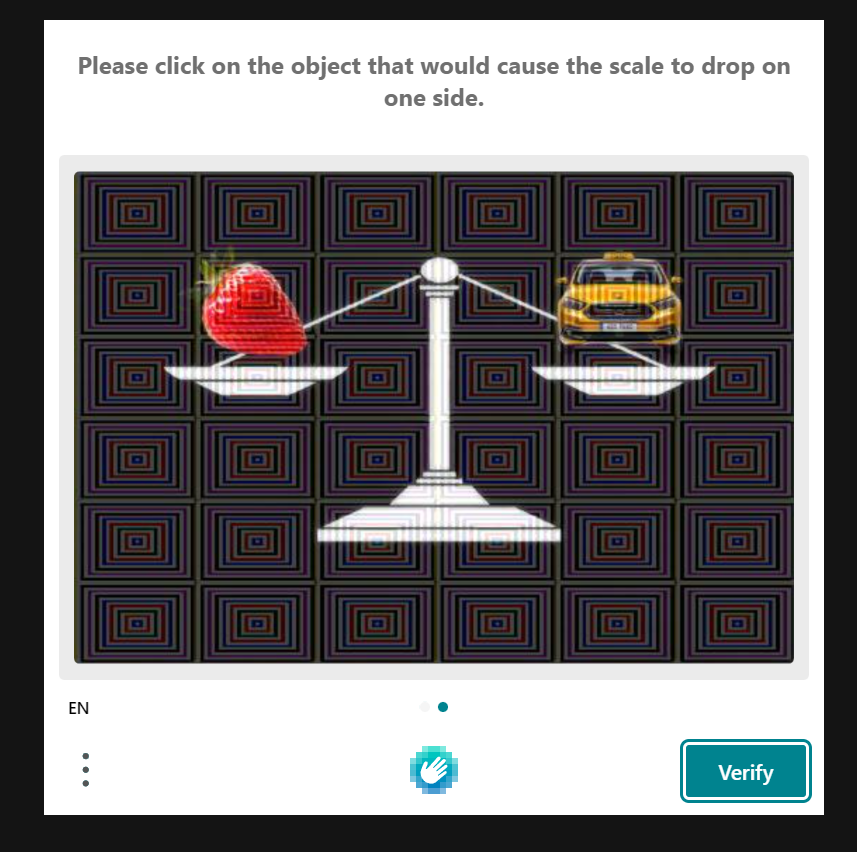 Please click on the object that would cause the scale to drop on
one side.
EN
Verify